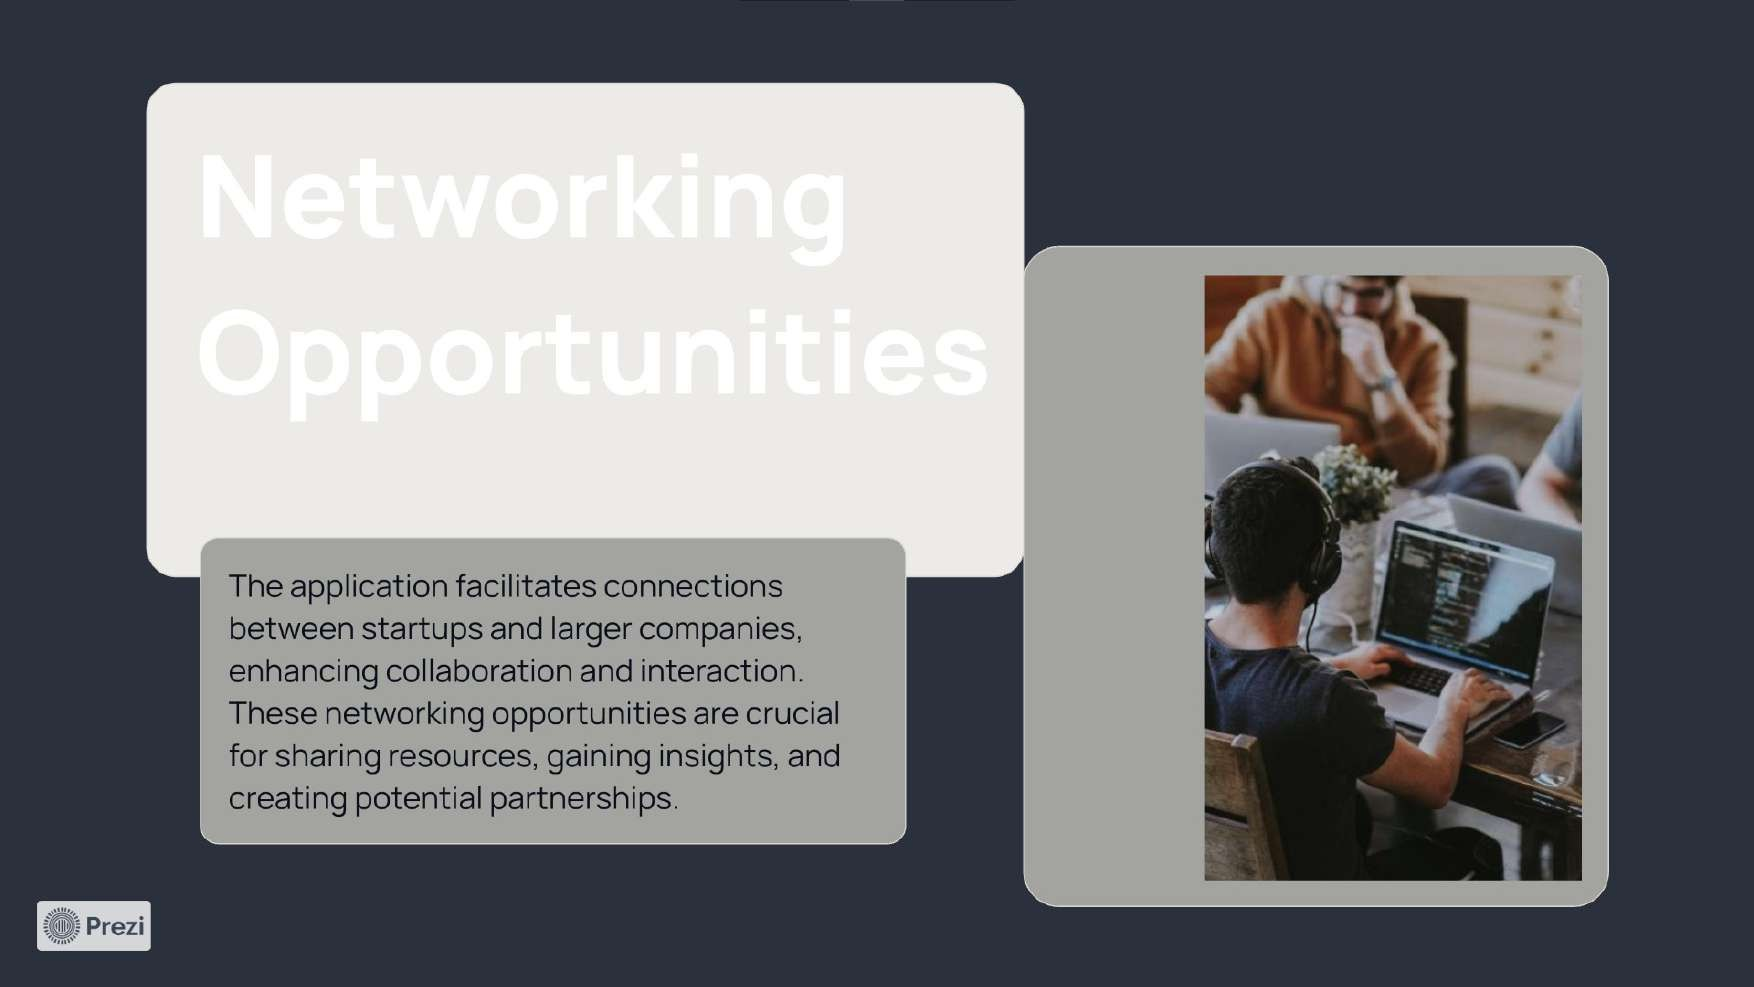 Networking
Opportunities
The application facilitates connections
between startups and larger companies,
enhancing collaboration and interaction.
These networking opportunities are crucial
for sharing resources, gaining insights, and
creating potential partnerships.
Prezi